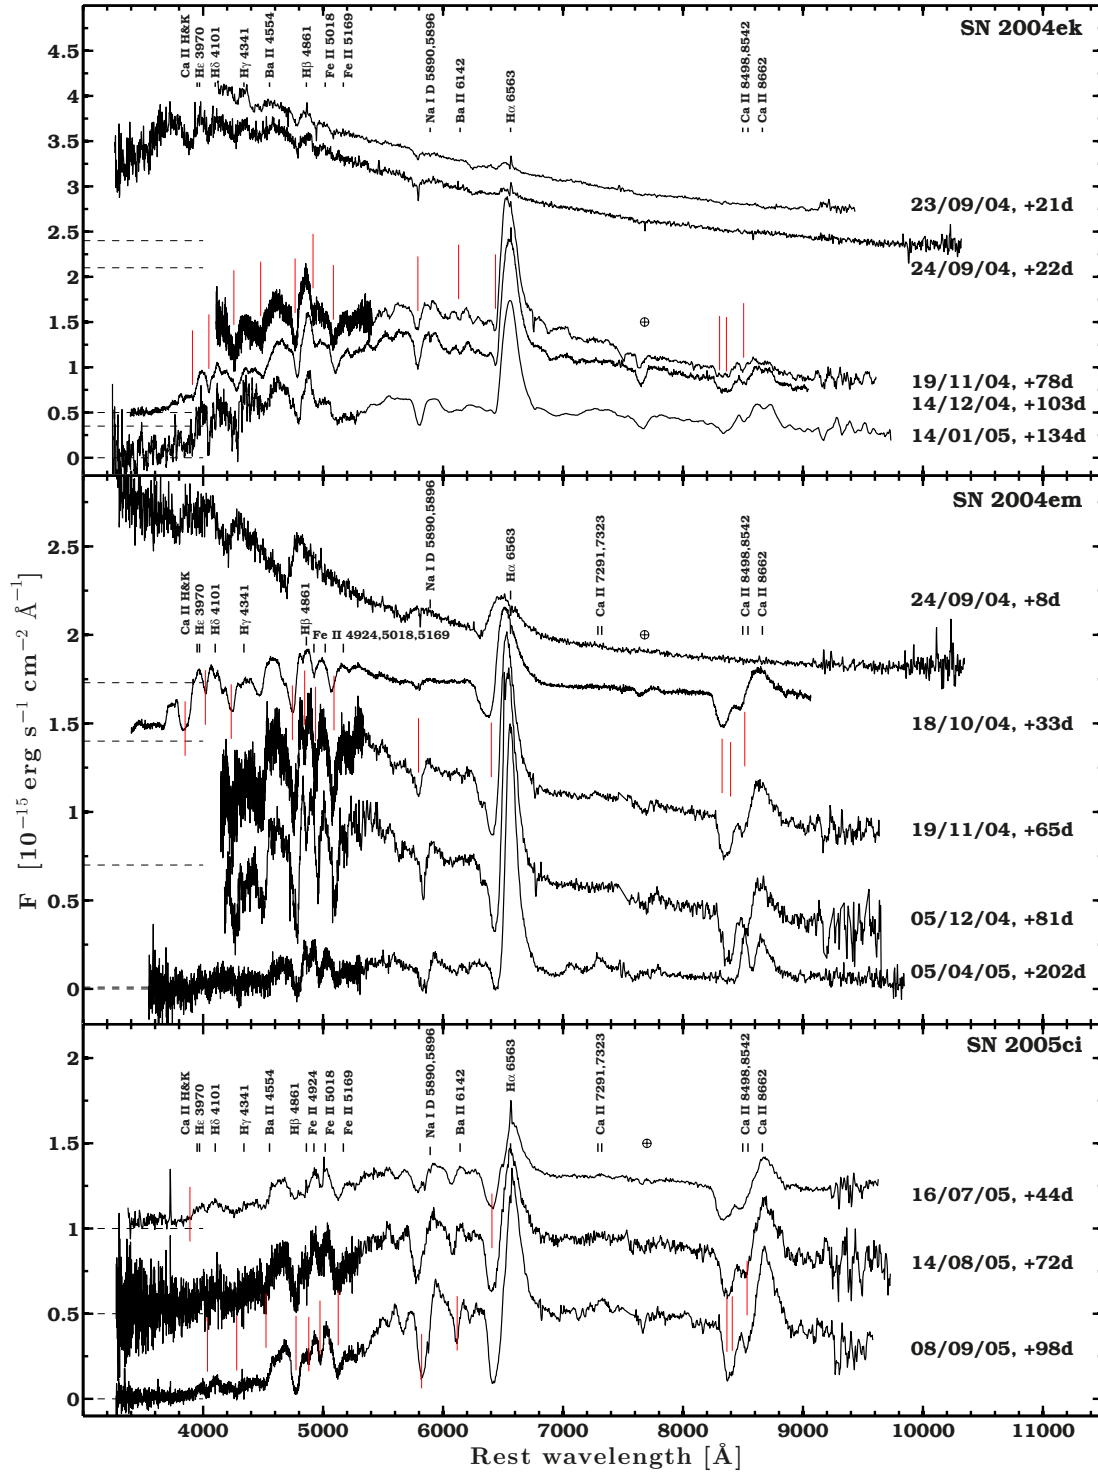 SN 2004ek
Ca II H&K
Hε 3970
Hδ 4101
Hγ 4341
Ba II 4554
Hβ 4861
Fe II 5018
Fe II 5169
Na I D 5890,5896
Ba II 6142
Hα 6563
Ca II 8498,8542
Ca II 8662
4.5
4
3.5
3
2.5
2
1.5
1
0.5
0
23/09/04, +21d
24/09/04, +22d
⊕
19/11/04, +78d
14/12/04, +103d
14/01/05, +134d
SN 2004em
Ca II H&K
Hε 3970
Hδ 4101
Hγ 4341
Hβ 4861
Fe II 4924,5018,5169
Na I D 5890,5896
Hα 6563
Ca II 7291,7323
Ca II 8498,8542
Ca II 8662
2.5
2
1.5
1
0.5
0
24/09/04, +8d
⊕
18/10/04, +33d
19/11/04, +65d
05/12/04, +81d
05/04/05, +202d
F [10⁻¹⁵ erg s⁻¹ cm⁻² Å⁻¹]
SN 2005ci
Ca II H&K
Hε 3970
Hδ 4101
Hγ 4341
Ba II 4554
Hβ 4861
Fe II 4924
Fe II 5018
Fe II 5169
Na I D 5890,5896
Ba II 6142
Hα 6563
Ca II 7291,7323
Ca II 8498,8542
Ca II 8662
2
1.5
1
0.5
0
⊕
16/07/05, +44d
14/08/05, +72d
08/09/05, +98d
4000 5000 6000 7000 8000 9000 10000 11000
Rest wavelength [Å]